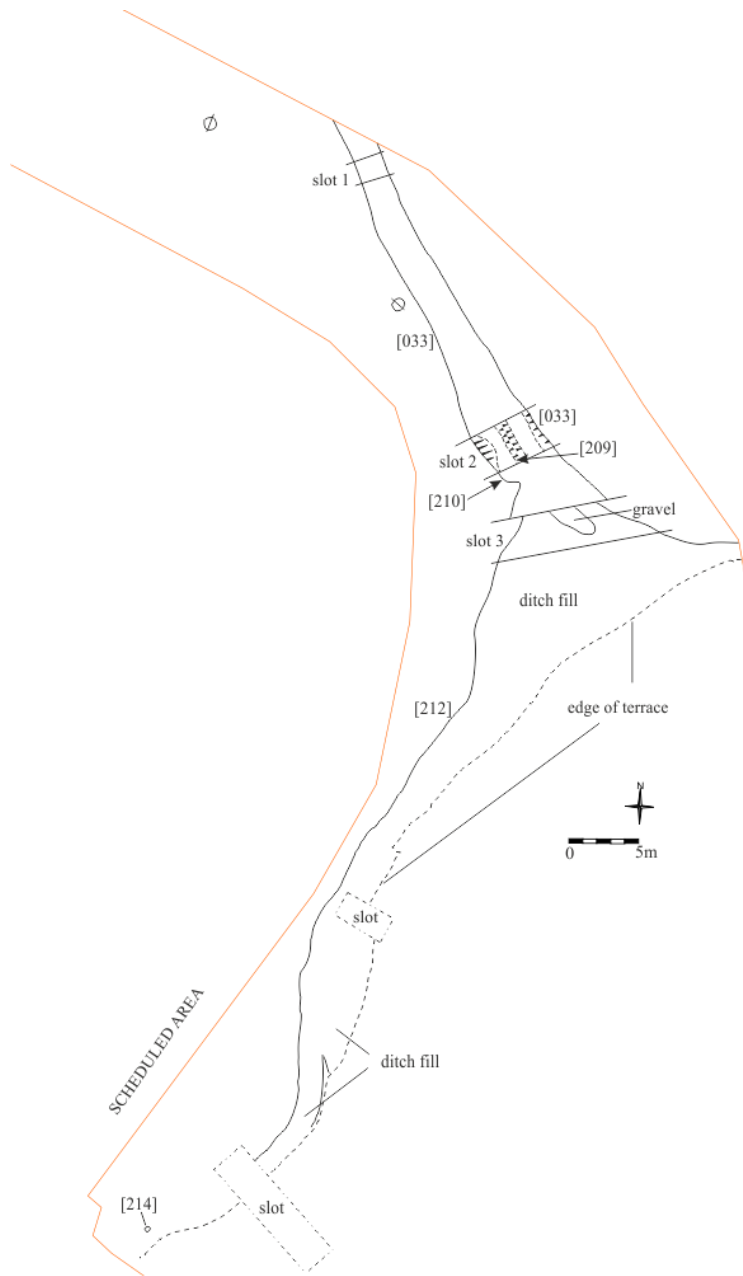 slot 1
[033]
[033]
[209]
slot 2
[210]
gravel
slot 3
ditch fill
[212]
edge of terrace
N
0 5m
slot
SCHEDULED AREA
ditch fill
[214]
slot